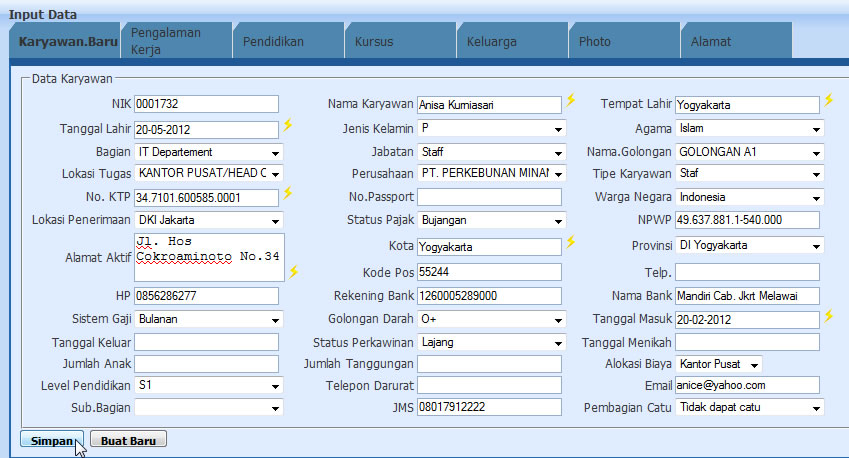 Input Data
Karyawan.Baru Pengalaman Kerja Pendidikan Kursus Keluarga Photo Alamat
Data Karyawan
NIK 0001732 Nama Karyawan Anisa Kurniasari Tempat Lahir Yogyakarta
Tanggal Lahir 20-05-2012 Jenis Kelamin P Agama Islam
Bagian IT Departement Jabatan Staff Nama.Golongan GOLONGAN A1
Lokasi Tugas KANTOR PUSAT/HEAD O Perusahaan PT. PERKEBUNAN MINAN Tipe Karyawan Staf
No. KTP 34.7101.600585.0001 No.Passport Warga Negara Indonesia
Lokasi Penerimaan DKI Jakarta Status Pajak Bujangan NPWP 49.637.881.1-540.000
Alamat Aktif Jl. Hos
Cokroaminoto No.34
Kota Yogyakarta Provinsi DI Yogyakarta
Kode Pos 55244 Telp.
HP 0856286277 Rekening Bank 1260005289000 Nama Bank Mandiri Cab. Jkrt Melawai
Sistem Gaji Bulanan Golongan Darah O+ Tanggal Masuk 20-02-2012
Tanggal Keluar Status Perkawinan Lajang Tanggal Menikah
Jumlah Anak Jumlah Tanggungan Alokasi Biaya Kantor Pusat
Level Pendidikan S1 Telepon Darurat Email anice@yahoo.com
Sub.Bagian JMS 08017912222 Pembagian Catu Tidak dapat catu
Simpan Buat Baru